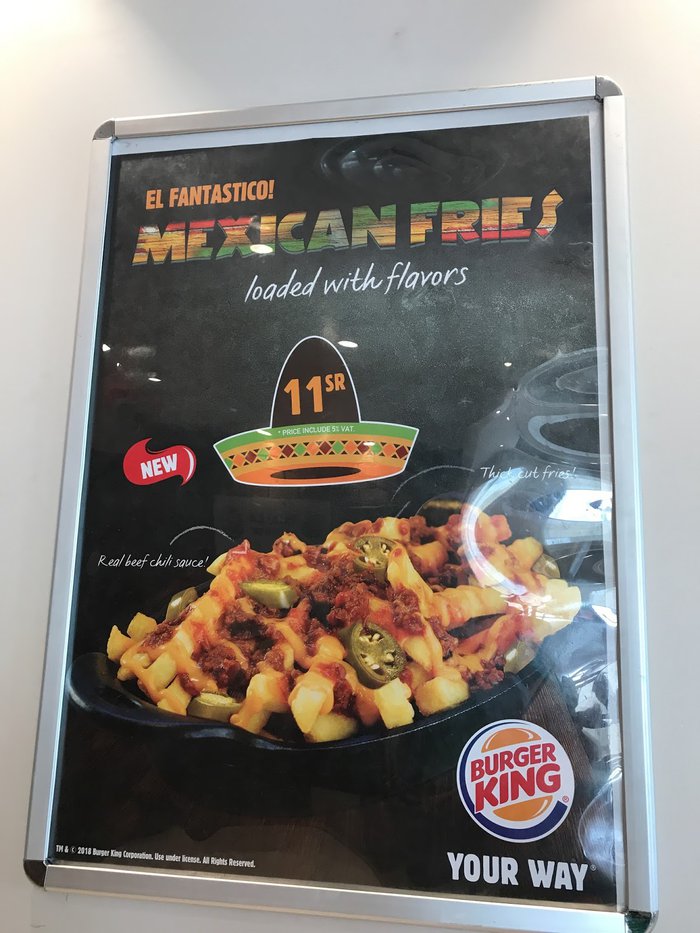 EL FANTASTICO!
MEXICAN FRIES
loaded with flavors
11SR
* PRICE INCLUDE 5% VAT.
NEW
Thick cut fries!
Real beef chili sauce!
BURGER
KING®
YOUR WAY®
TM & © 2018 Burger King Corporation. Use under license. All Rights Reserved.